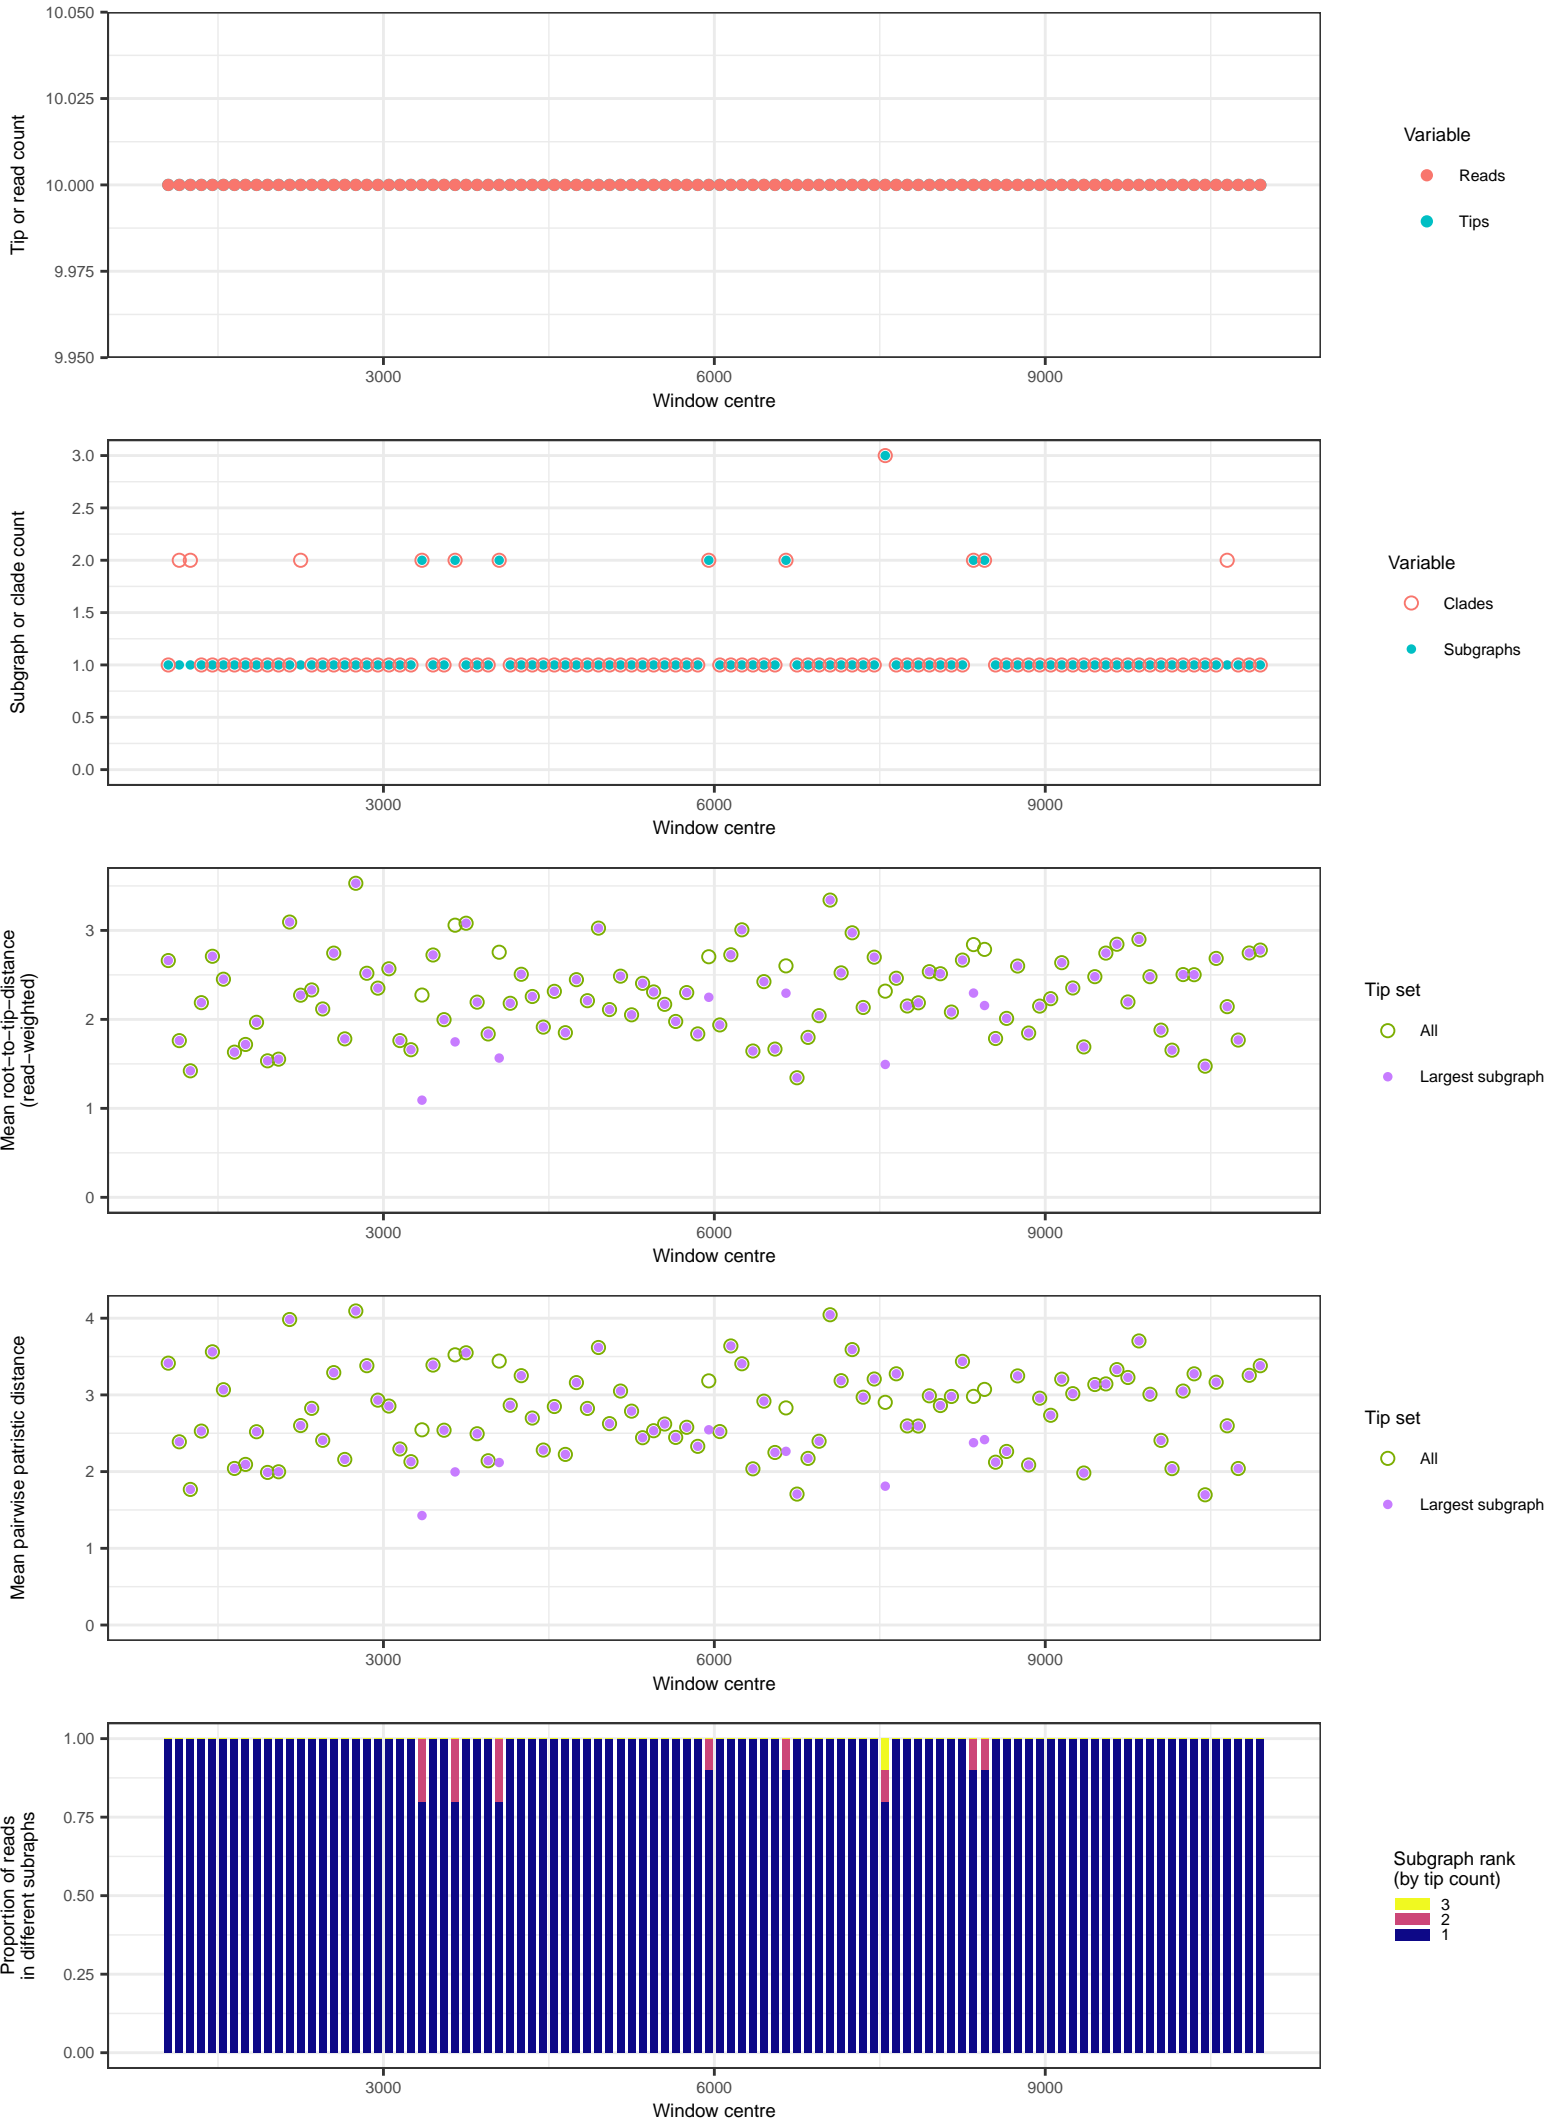 10.050
10.025
10.000
9.975
9.950
Tip or read count
3000 6000 9000
Window centre
Variable
Reads
Tips
3.0
2.5
2.0
1.5
1.0
0.5
0.0
Subgraph or clade count
3000 6000 9000
Window centre
Variable
Clades
Subgraphs
3
2
1
0
Mean root−to−tip−distance
(read−weighted)
3000 6000 9000
Window centre
Tip set
All
Largest subgraph
4
3
2
1
0
Mean pairwise patristic distance
3000 6000 9000
Window centre
Tip set
All
Largest subgraph
1.00
0.75
0.50
0.25
0.00
Proportion of reads
in different subraphs
3000 6000 9000
Window centre
Subgraph rank
(by tip count)
3
2
1